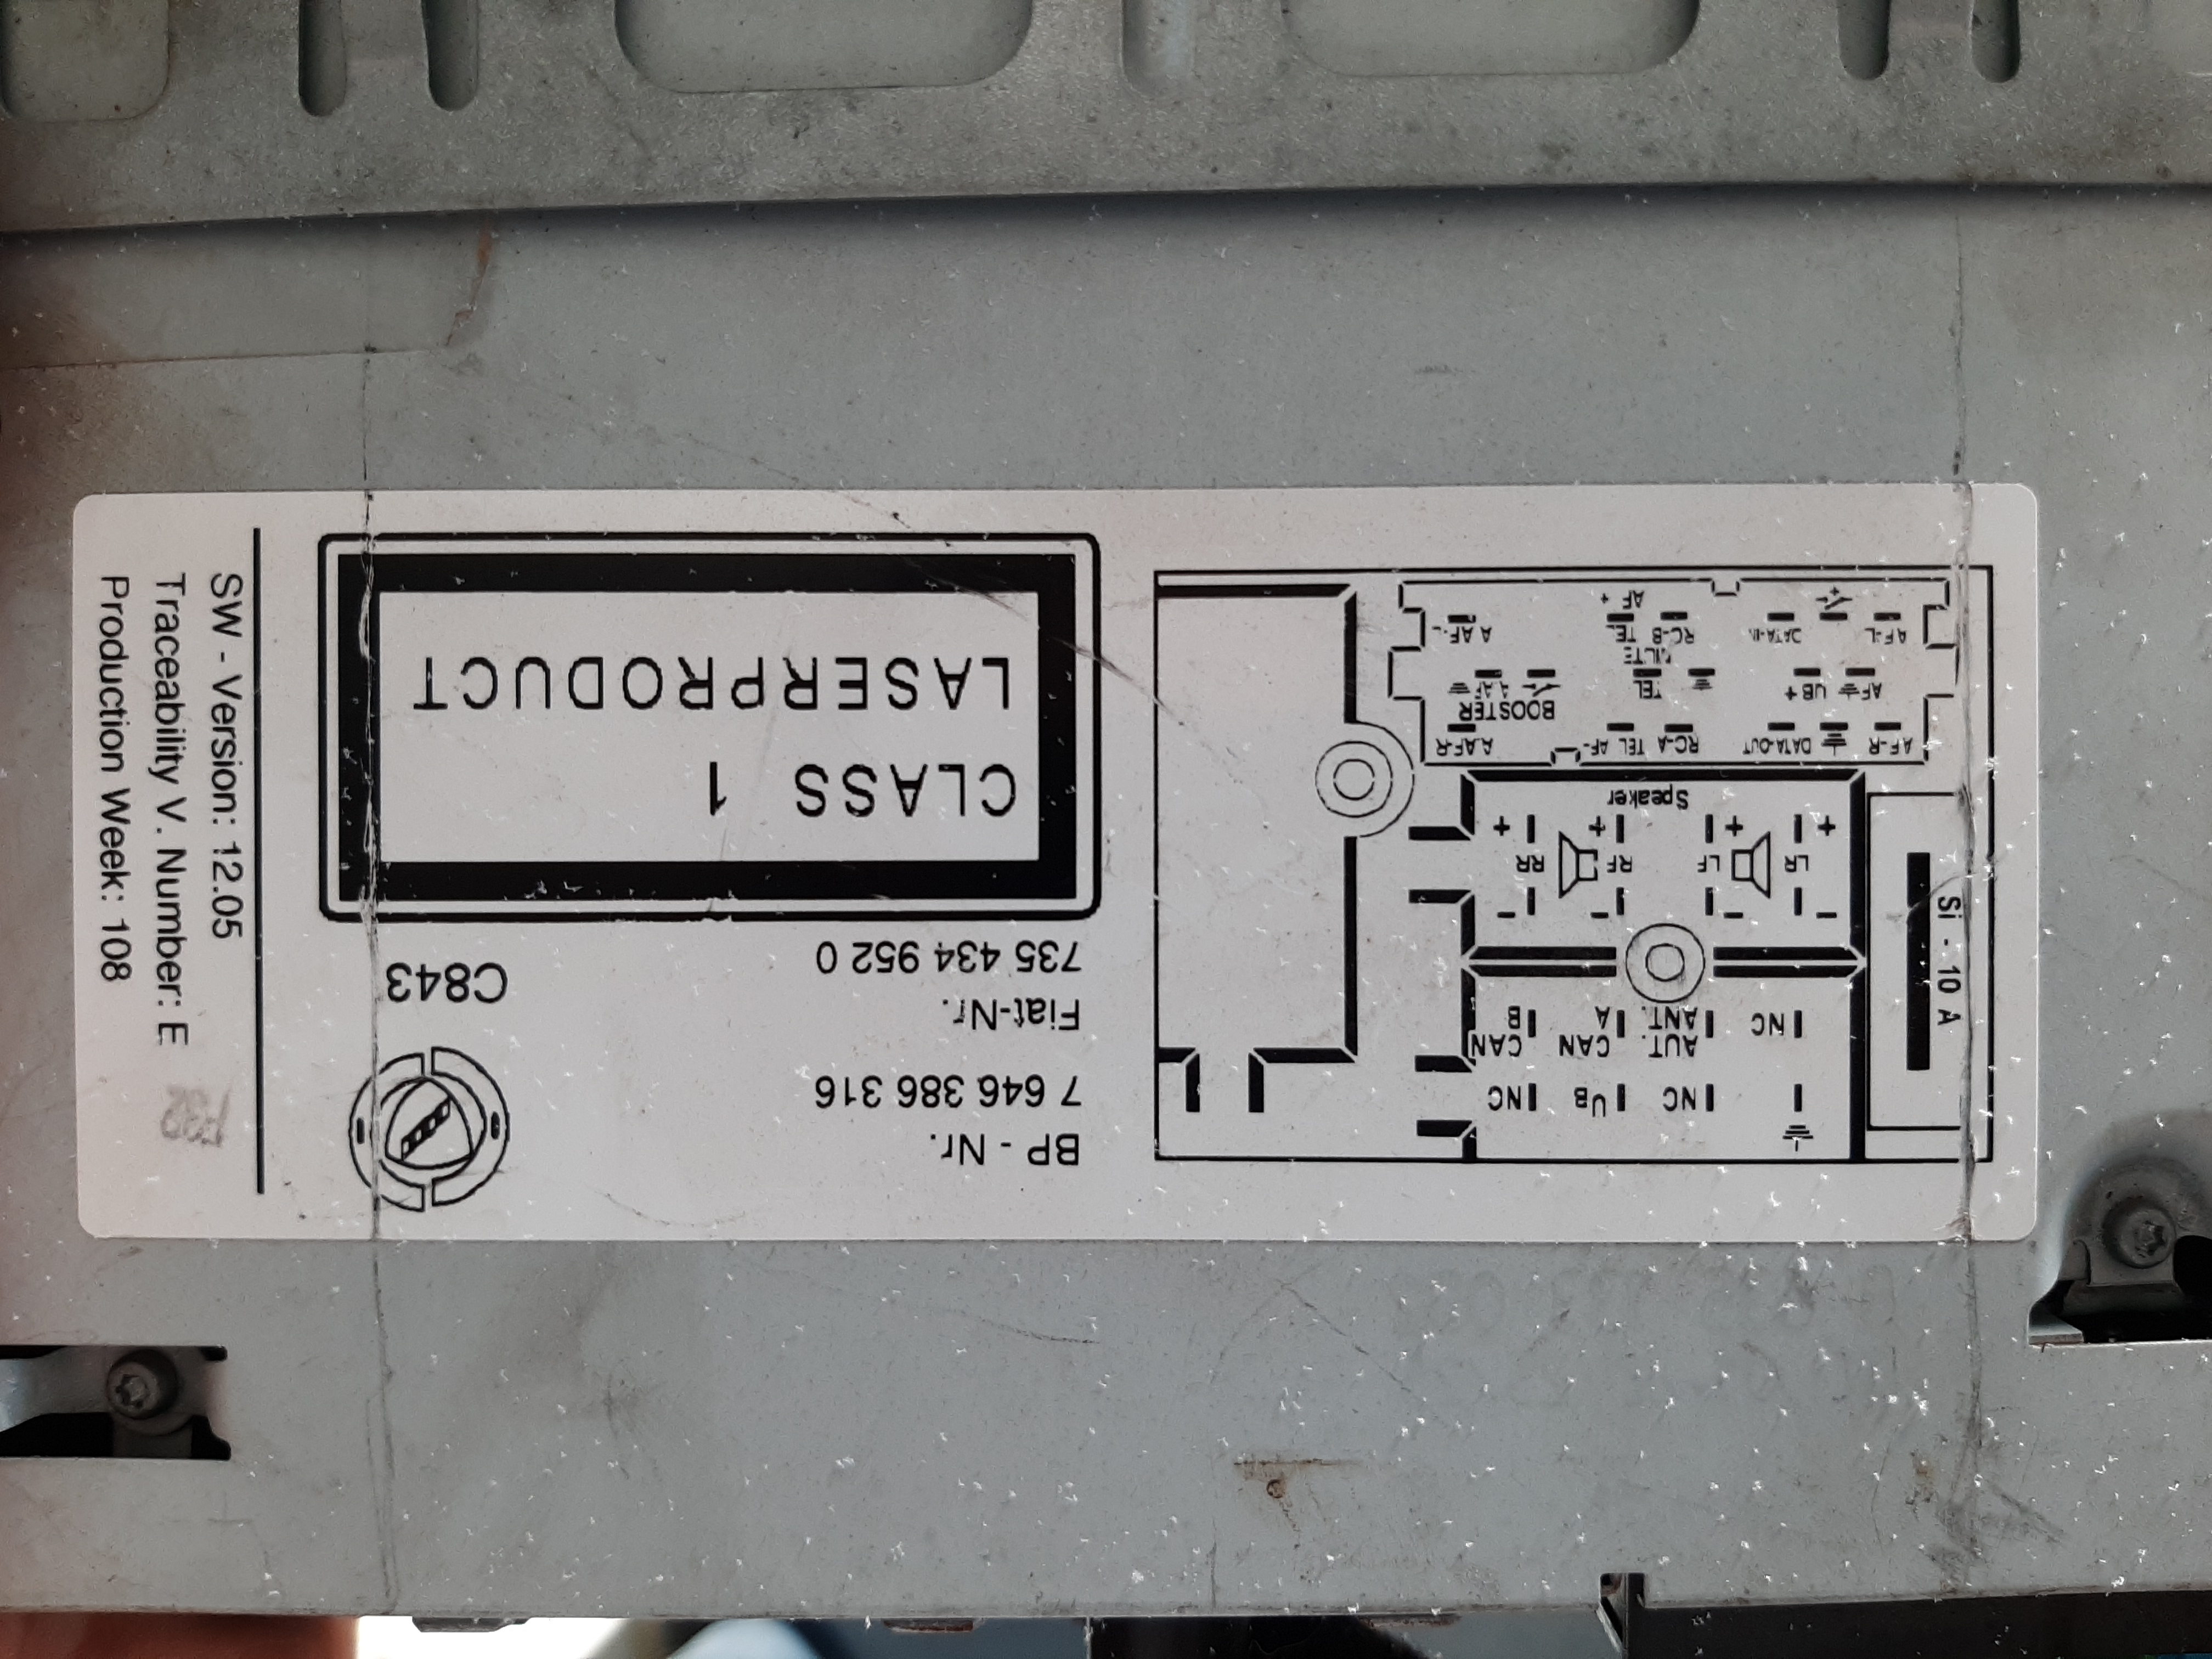 BP - Nr.
7 646 386 316
Fiat-Nr.
735 434 952 0
C843
CLASS 1
LASERPRODUCT
SW - Version: 12.05
Traceability V. Number: E
Production Week: 108
Si - 10 A
NC UB NC
NC AUT. ANT. CAN A CAN B
- - - -
LR LF RF RR
+ + + +
Speaker
AF-R DATA-OUT RC-A TEL AF- A.AF-R
BOOSTER
AF UB+ TEL A.AF
MUTE
AF-L DATA-IN RC-B TEL A.AF-L
AF +